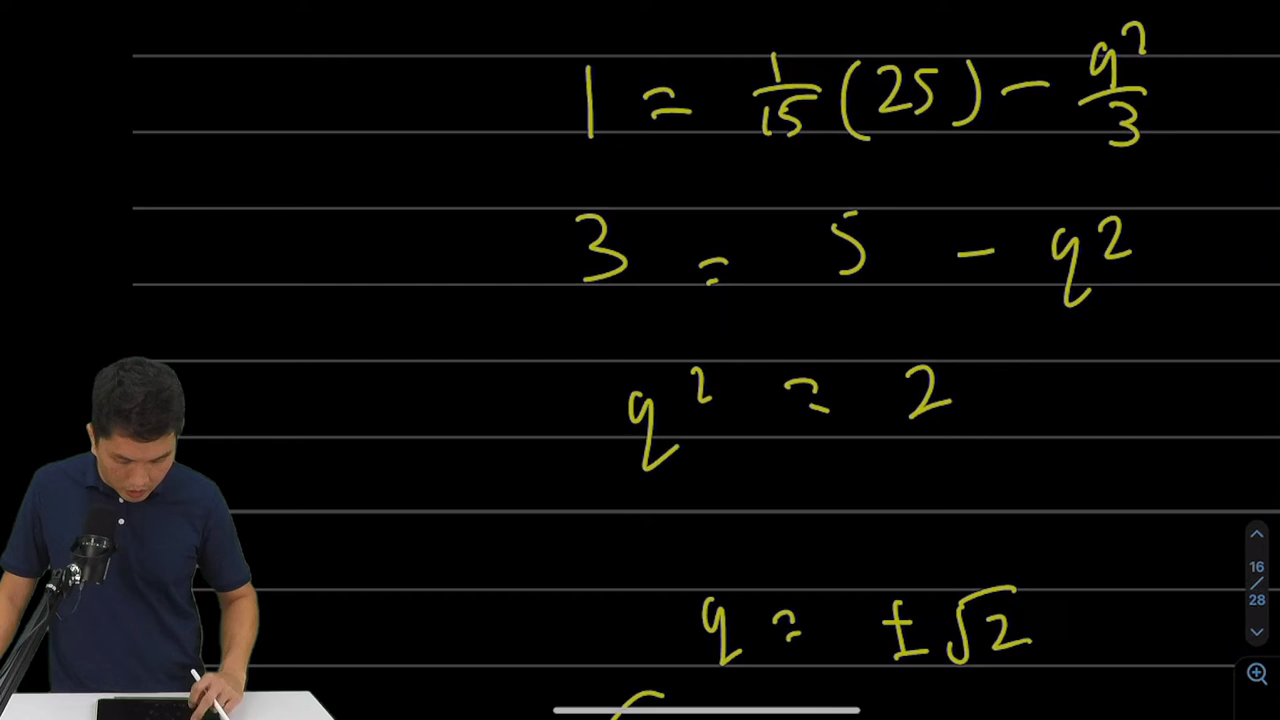 1 = 1/15 (25) - q²/3
3 = 5 - q²
q² = 2
q = ±√2
16
/
28